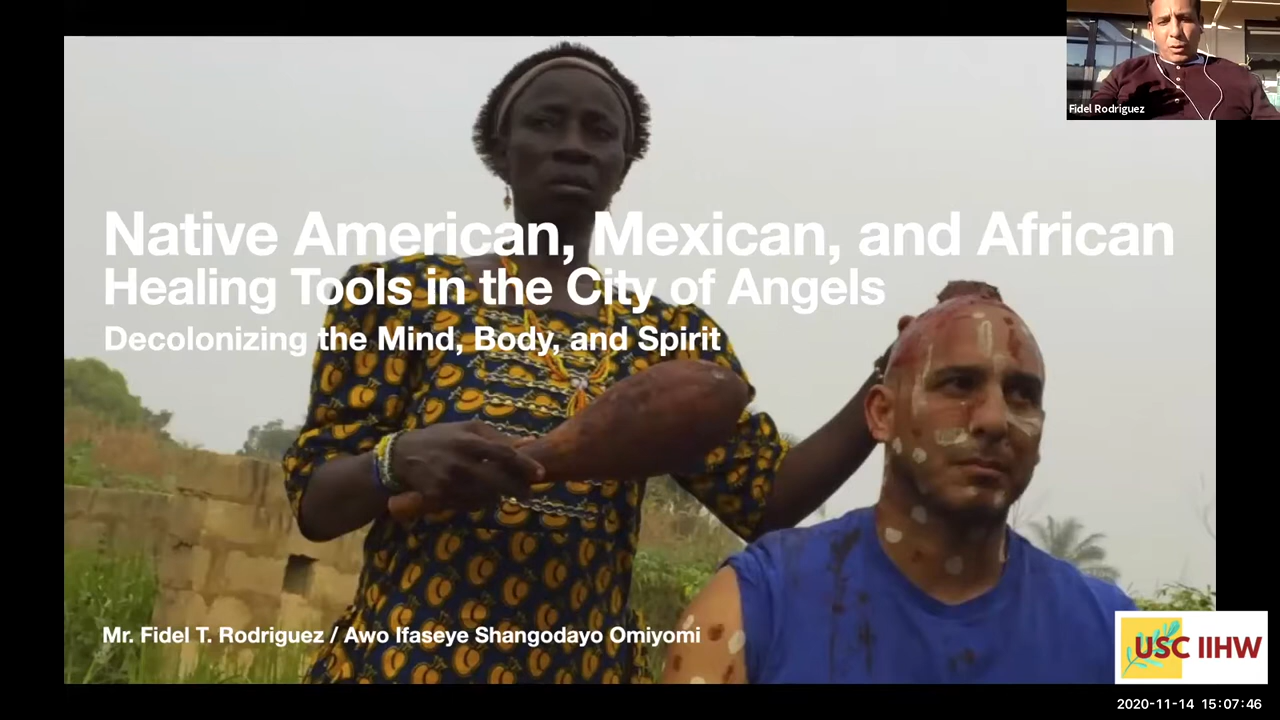 Fidel Rodríguez
Native American, Mexican, and African
Healing Tools in the City of Angels
Decolonizing the Mind, Body, and Spirit
Mr. Fidel T. Rodriguez / Awo Ifaseye Shangodayo Omiyomi
USC IIHW
2020-11-14 15:07:46